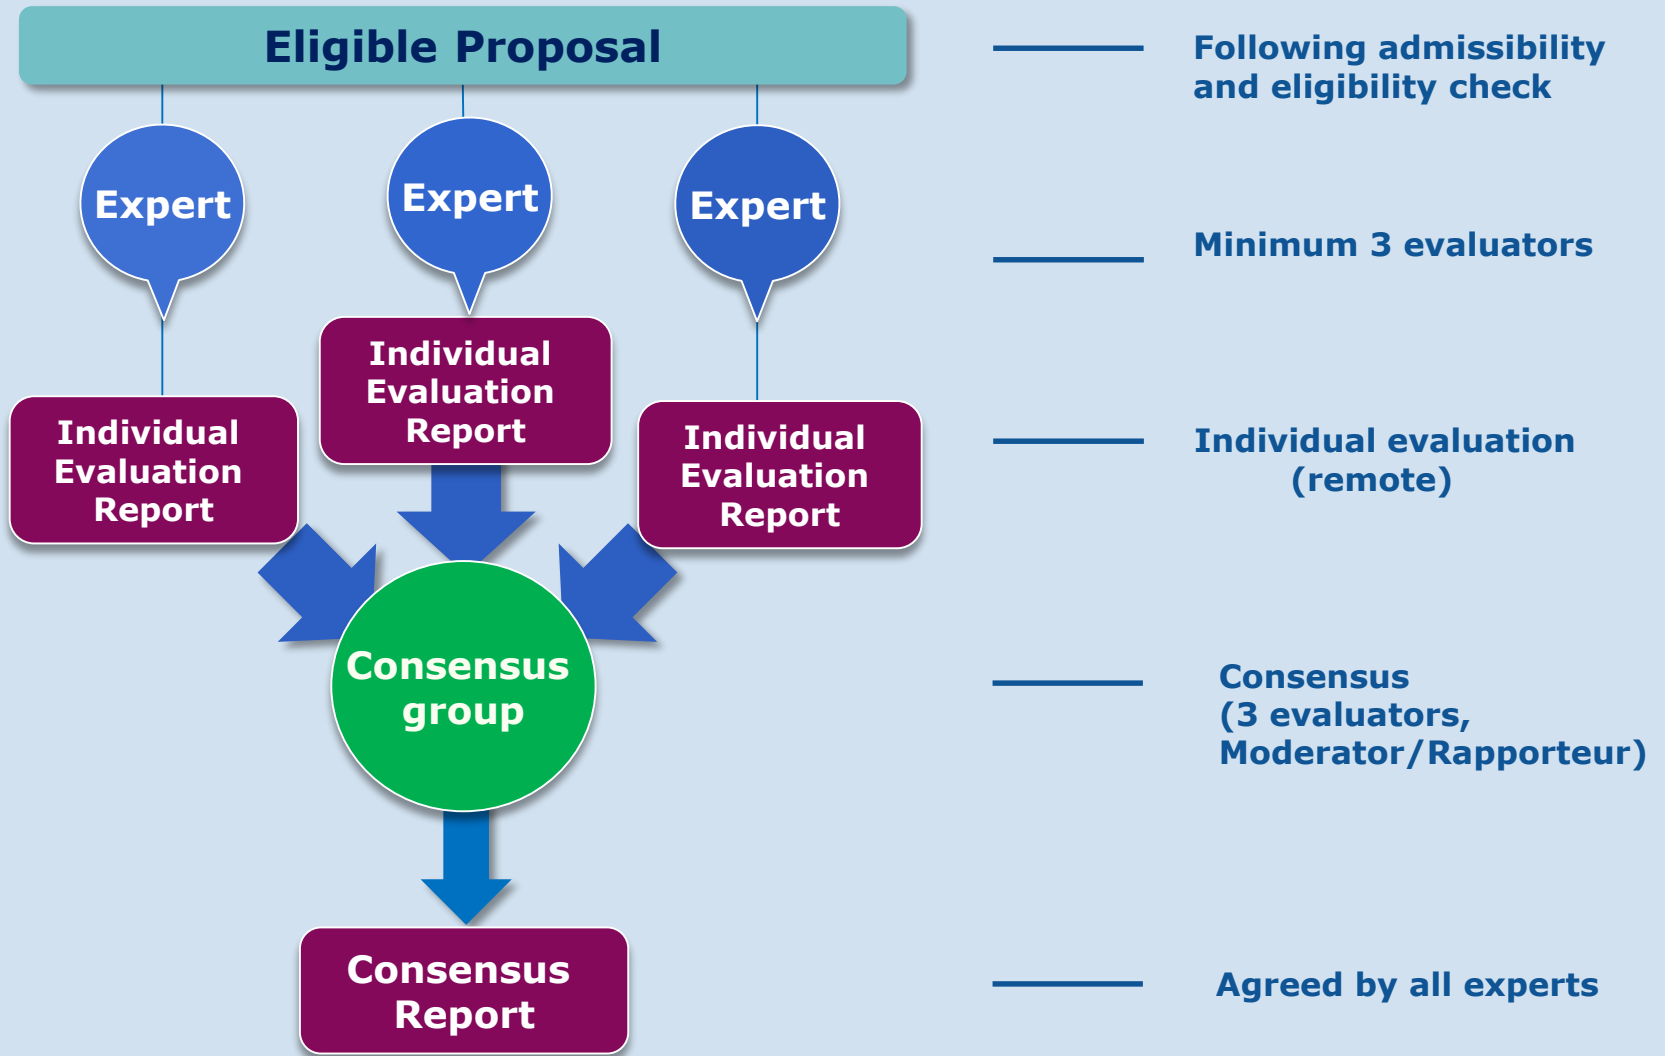 Eligible Proposal
Following admissibility
and eligibility check
Expert
Expert
Expert
Minimum 3 evaluators
Individual
Evaluation
Report
Individual
Evaluation
Report
Individual
Evaluation
Report
Individual evaluation
(remote)
Consensus
group
Consensus
(3 evaluators,
Moderator/Rapporteur)
Consensus
Report
Agreed by all experts